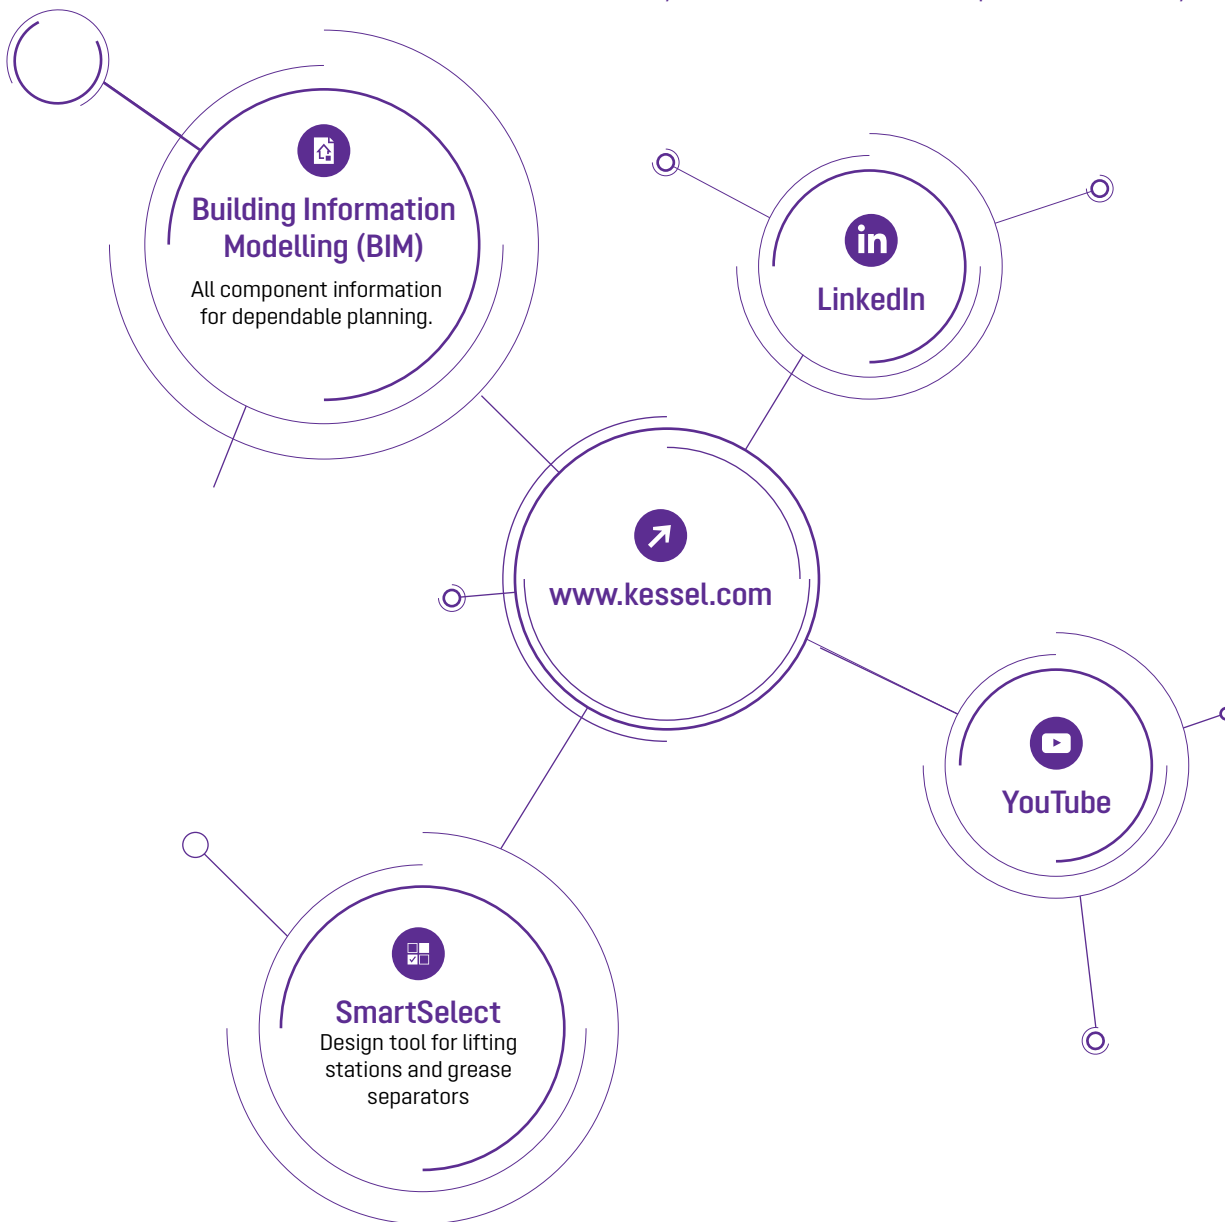 Building Information
Modelling (BIM)
All component information
for dependable planning.
in
LinkedIn
www.kessel.com
YouTube
SmartSelect
Design tool for lifting
stations and grease
separators